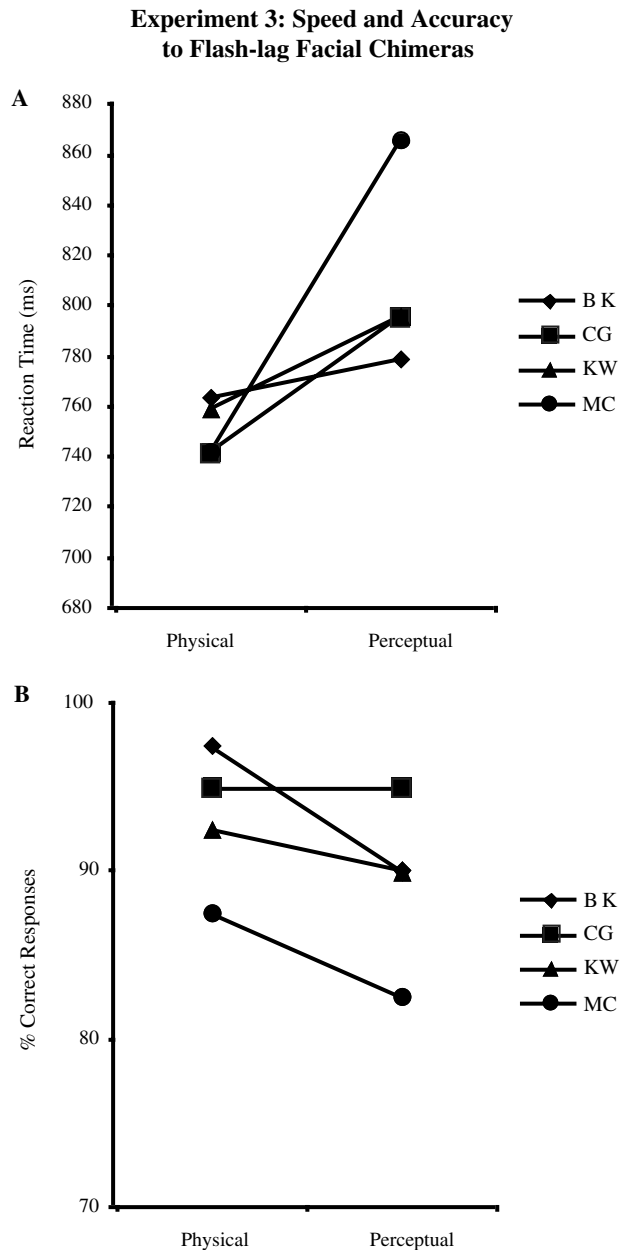 Experiment 3: Speed and Accuracy
to Flash-lag Facial Chimeras
A
880
860
840
820
800
780
760
740
720
700
680
Reaction Time (ms)
Physical
Perceptual
B K
CG
KW
MC
B
100
90
80
70
% Correct Responses
Physical
Perceptual
B K
CG
KW
MC